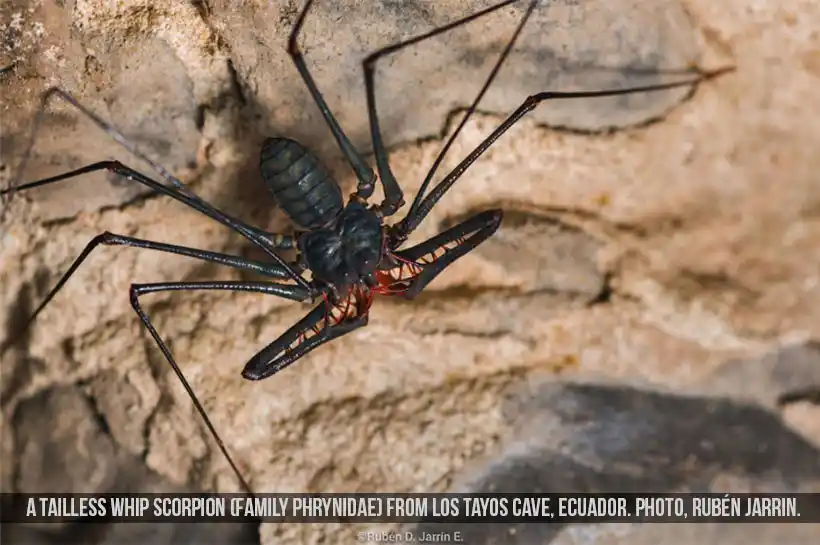 A TAILLESS WHIP SCORPION (FAMILY PHRYNIDAE) FROM LOS TAYOS CAVE, ECUADOR. PHOTO, RUBÉN JARRIN.
©Rubén D. Jarrín E.